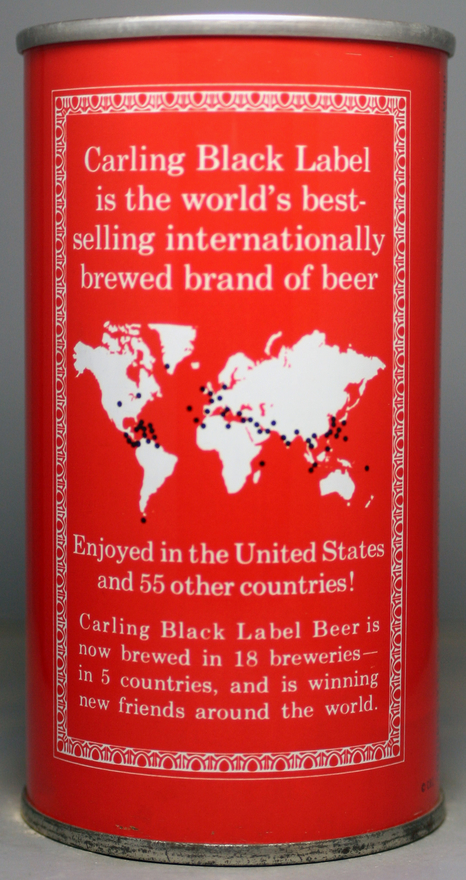 Carling Black Label
is the world's best-
selling internationally
brewed brand of beer
Enjoyed in the United States
and 55 other countries!
Carling Black Label Beer is
now brewed in 18 breweries—
in 5 countries, and is winning
new friends around the world.